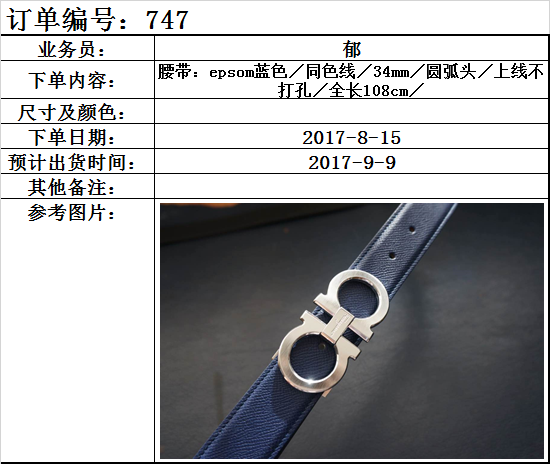 订单编号：747
业务员： 郁
下单内容： 腰带：epsom蓝色／同色线／34mm／圆弧头／上线不
打孔／全长108cm／
尺寸及颜色：
下单日期： 2017-8-15
预计出货时间： 2017-9-9
其他备注：
参考图片：